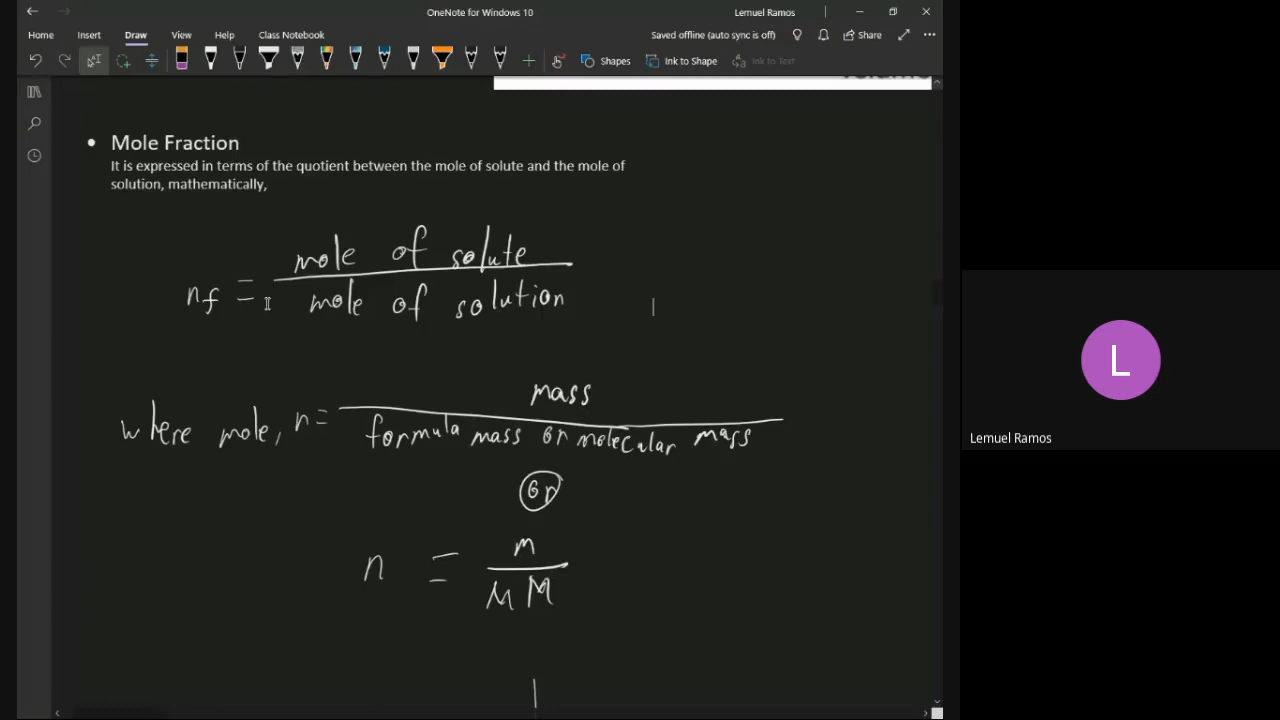 OneNote for Windows 10
Lemuel Ramos
Home Insert Draw View Help Class Notebook
Saved offline (auto sync is off)
Share
Shapes
Ink to Shape
Ink to Text
• Mole Fraction
It is expressed in terms of the quotient between the mole of solute and the mole of
solution, mathematically,
mole of solute
nf = mole of solution
mass
where mole, n = formula mass or molecular mass
or
m
n = MM
L
Lemuel Ramos